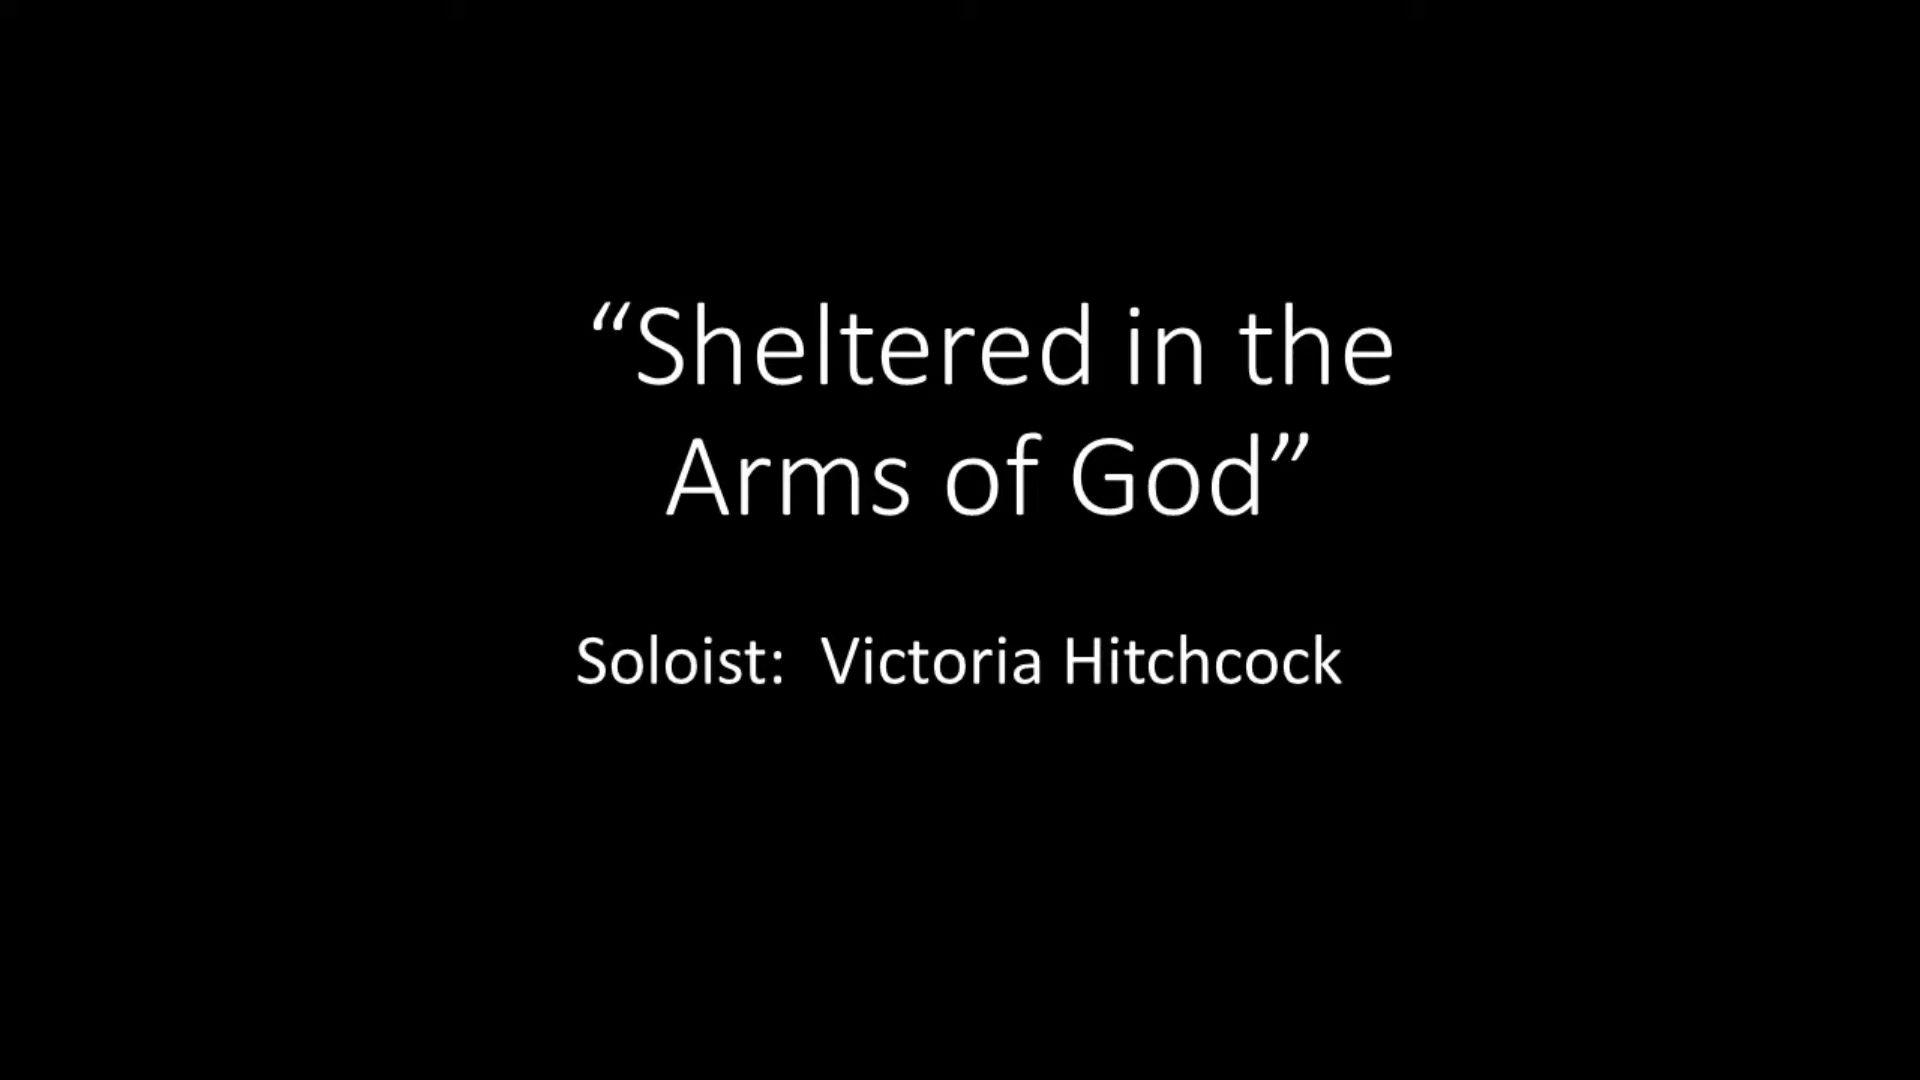 “Sheltered in the
Arms of God”
Soloist:  Victoria Hitchcock